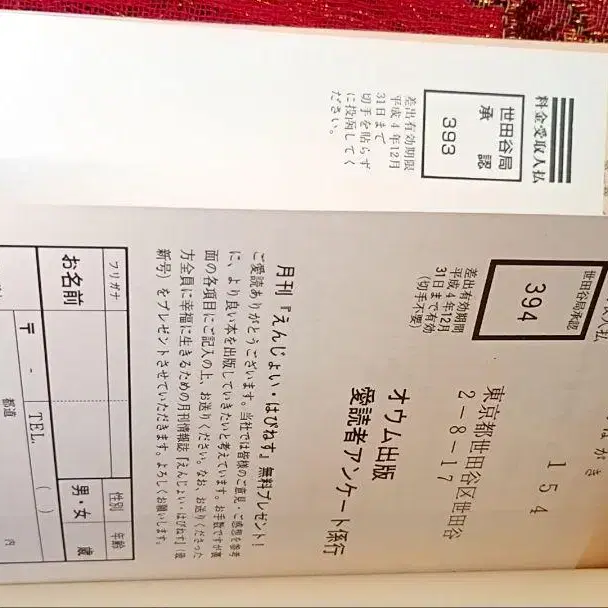 料金受取人払
世田谷局
承認
393
差出有効期限
平成4年12月
31日まで
切手を貼らず
に投函してく
ださい。
はがき
人払
世田谷局承認
394
差出有効期間
平成4年12月
31日まで有効
(切手不要)
154
東京都世田谷区世田谷
2-8-17
オウム出版
愛読者アンケート係行
月刊『えんじょい・はぴねす』無料プレゼント!
ご愛読ありがとうございます。当社では皆様のご意見・ご感想を参考
に、より良い本を出版していきたいと考えています。お手数ですが裏
面の各項目にご記入の上、お送りください。なお、お送りくださった
方全員に幸福に生きるための月刊情報誌『えんじょい・はぴねす』(最
新号)をプレゼントさせていただきます。よろしくお願いします。
フリガナ
性別
年齢
お名前
男・女
歳
〒 -
TEL. ( )
都道
内